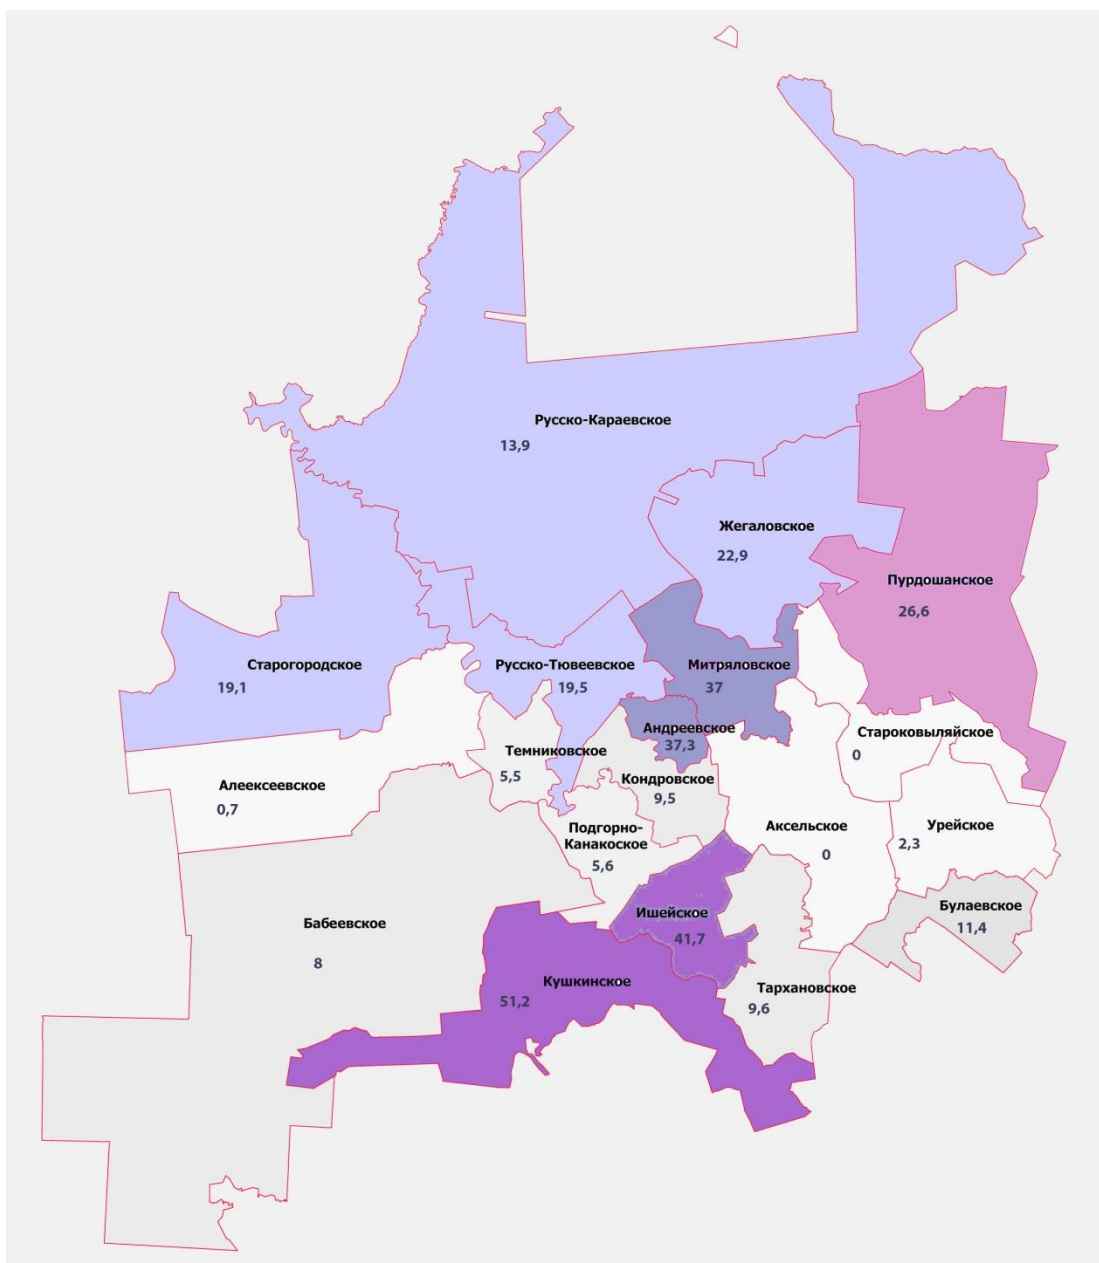 Русско-Караевское
13,9
Жегаловское
22,9
Пурдошанское
26,6
Старогородское
19,1
Русско-Тювеевское
19,5
Митряловское
37
Андреевское
37,3
Староковыляйское
0
Темниковское
5,5
Кондровское
9,5
Алеексеевское
0,7
Подгорно-
Канакоское
5,6
Аксельское
0
Урейское
2,3
Ишейское
41,7
Булаевское
11,4
Бабеевское
8
Кушкинское
51,2
Тархановское
9,6